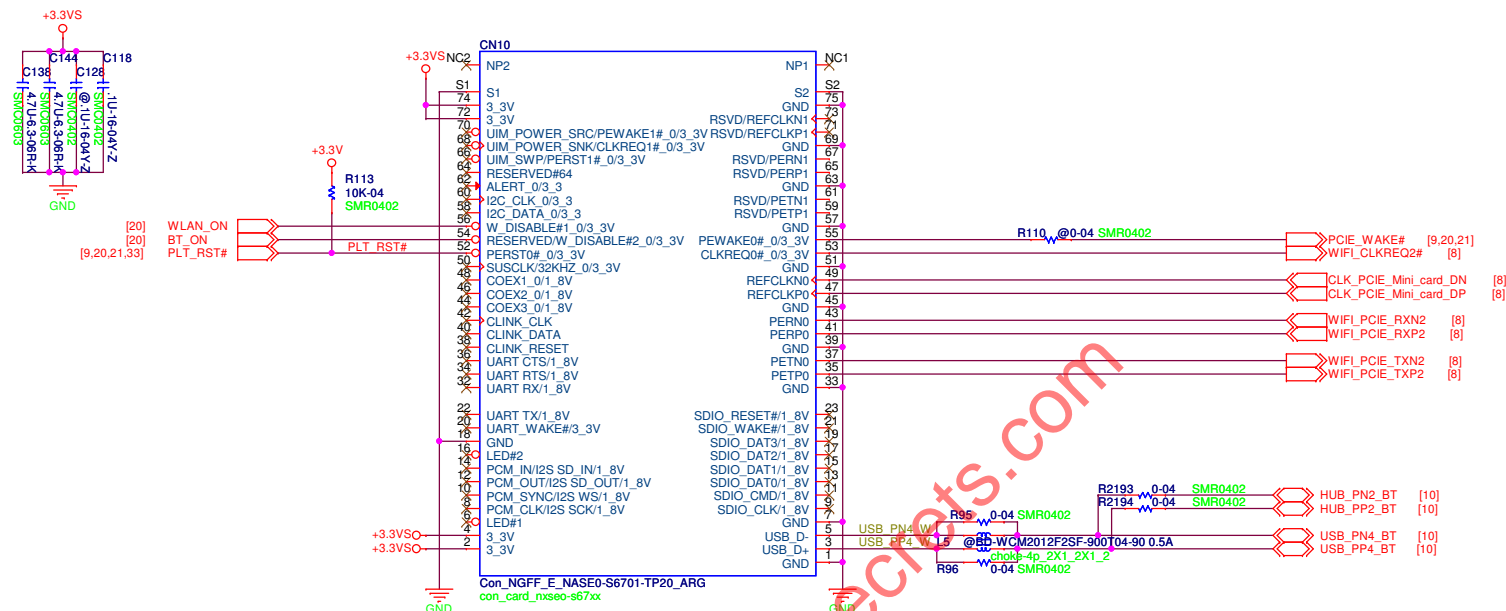 +3.3VS
C144
C118
C138
C128
4.7U-6.3-06R-K
SMC0603
4.7U-6.3-06R-K
SMC0603
@.1U-16-04Y-Z
SMC0402
.1U-16-04Y-Z
SMC0402
GND
+3.3V
R113
10K-04
SMR0402
[20] WLAN_ON
[20] BT_ON
[9,20,21,33] PLT_RST#
PLT_RST#
+3.3VS
CN10
NC2 NP2 NP1 NC1
S1 S1 S2 S2
74 3_3V GND 75
72 3_3V RSVD/REFCLKN1 73
70 UIM_POWER_SRC/PEWAKE1#_0/3_3V RSVD/REFCLKP1 71
68 UIM_POWER_SNK/CLKREQ1#_0/3_3V GND 69
66 UIM_SWP/PERST1#_0/3_3V RSVD/PERN1 67
64 RESERVED#64 RSVD/PERP1 65
62 ALERT_0/3_3 GND 63
60 I2C_CLK_0/3_3 RSVD/PETN1 61
58 I2C_DATA_0/3_3 RSVD/PETP1 59
56 W_DISABLE#1_0/3_3V GND 57
54 RESERVED/W_DISABLE#2_0/3_3V PEWAKE0#_0/3_3V 55
52 PERST0#_0/3_3V CLKREQ0#_0/3_3V 53
50 SUSCLK/32KHZ_0/3_3V GND 51
48 COEX1_0/1_8V REFCLKN0 49
46 COEX2_0/1_8V REFCLKP0 47
44 COEX3_0/1_8V GND 45
42 CLINK_CLK PERN0 43
40 CLINK_DATA PERP0 41
38 CLINK_RESET GND 39
36 UART CTS/1_8V PETN0 37
34 UART RTS/1_8V PETP0 35
32 UART RX/1_8V GND 33
22 UART TX/1_8V SDIO_RESET#/1_8V 23
20 UART_WAKE#/3_3V SDIO_WAKE#/1_8V 21
18 GND SDIO_DAT3/1_8V 19
16 LED#2 SDIO_DAT2/1_8V 17
14 PCM_IN/I2S SD_IN/1_8V SDIO_DAT1/1_8V 15
12 PCM_OUT/I2S SD_OUT/1_8V SDIO_DAT0/1_8V 13
10 PCM_SYNC/I2S WS/1_8V SDIO_CMD/1_8V 11
8 PCM_CLK/I2S SCK/1_8V SDIO_CLK/1_8V 9
6 LED#1 GND 7
+3.3VS 4 3_3V USB_D- 5
+3.3VS 2 3_3V USB_D+ 3
GND 1
Con_NGFF_E_NASE0-S6701-TP20_ARG
con_card_nxseo-s67xx
GND
GND
R110 @0-04 SMR0402
PCIE_WAKE# [9,20,21]
WIFI_CLKREQ2# [8]
CLK_PCIE_Mini_card_DN [8]
CLK_PCIE_Mini_card_DP [8]
WIFI_PCIE_RXN2 [8]
WIFI_PCIE_RXP2 [8]
WIFI_PCIE_TXN2 [8]
WIFI_PCIE_TXP2 [8]
R2193 0-04 SMR0402 HUB_PN2_BT [10]
R2194 0-04 SMR0402 HUB_PP2_BT [10]
R95 0-04 SMR0402
USB_PN4_W USB_PN4_BT [10]
USB_PP4_W L5 @BD-WCM2012F2SF-900T04-90 0.5A USB_PP4_BT [10]
choke-4p_2X1_2X1_2
R96 0-04 SMR0402
ecrets.com